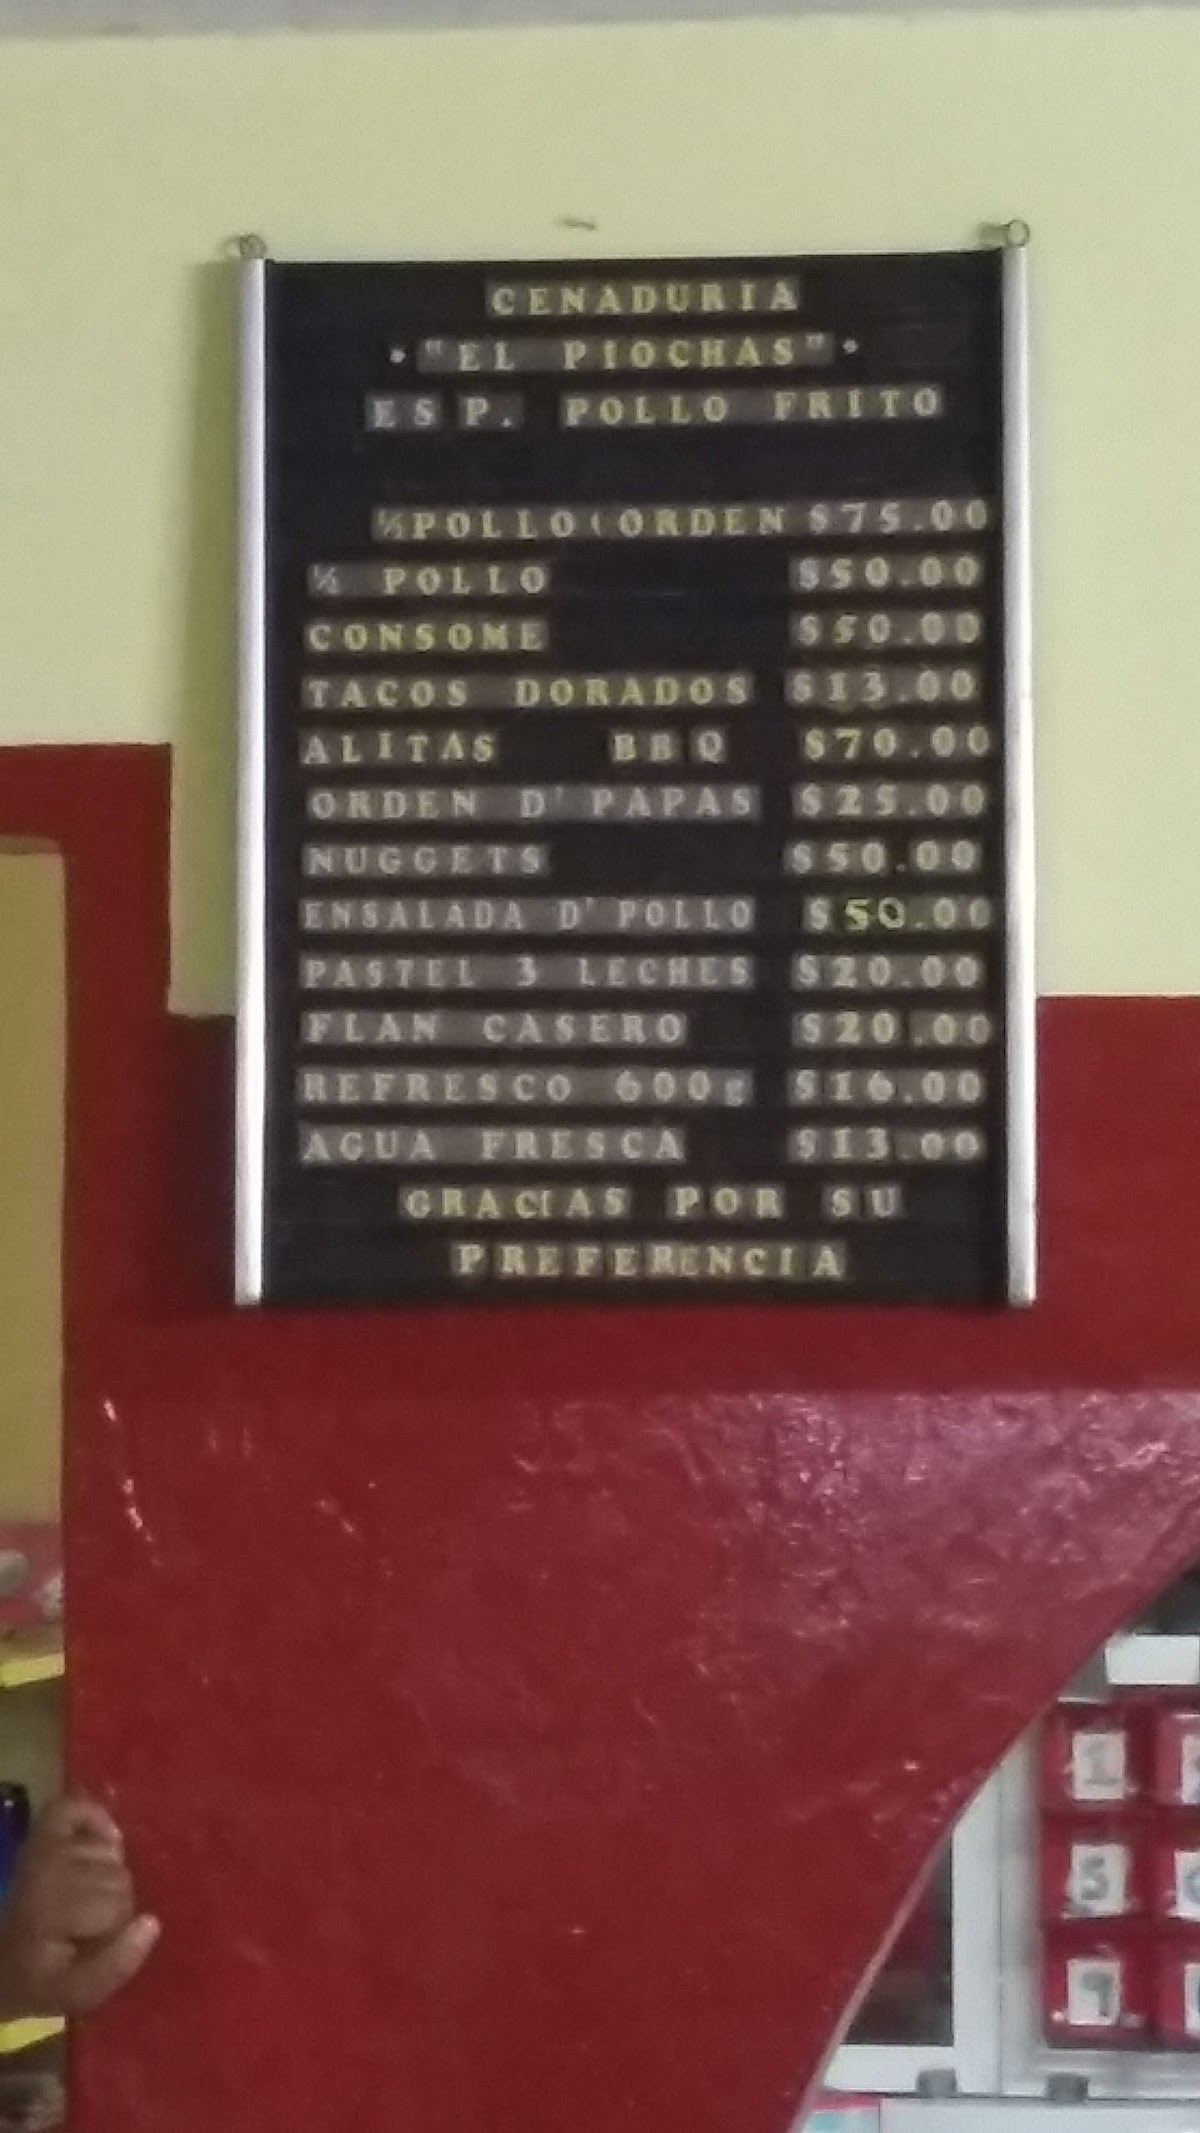 CENADURIA
• "EL PIOCHAS" •
ESP. POLLO FRITO
½POLLO(ORDEN $75.00
POLLO $50.00
CONSOME $50.00
TACOS DORADOS $13.00
ALITAS BBQ $70.00
ORDEN D' PAPAS $25.00
NUGGETS $50.00
ENSALADA D' POLLO $50.00
PASTEL 3 LECHES $20.00
FLAN CASERO $20.00
REFRESCO 600g $16.00
AGUA FRESCA $13.00
GRACIAS POR SU
PREFERENCIA
1
5
9